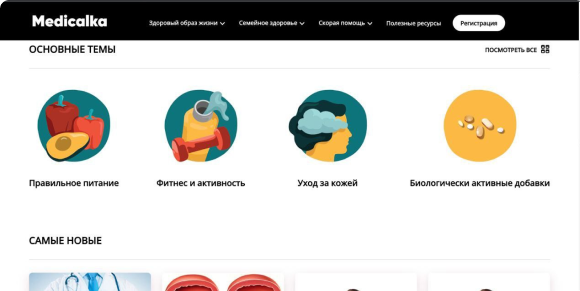 Medicalka
Здоровый образ жизни Семейное здоровье Скорая помощь Полезные ресурсы Регистрация
ОСНОВНЫЕ ТЕМЫ
ПОСМОТРЕТЬ ВСЕ
Правильное питание
Фитнес и активность
Уход за кожей
Биологически активные добавки
САМЫЕ НОВЫЕ